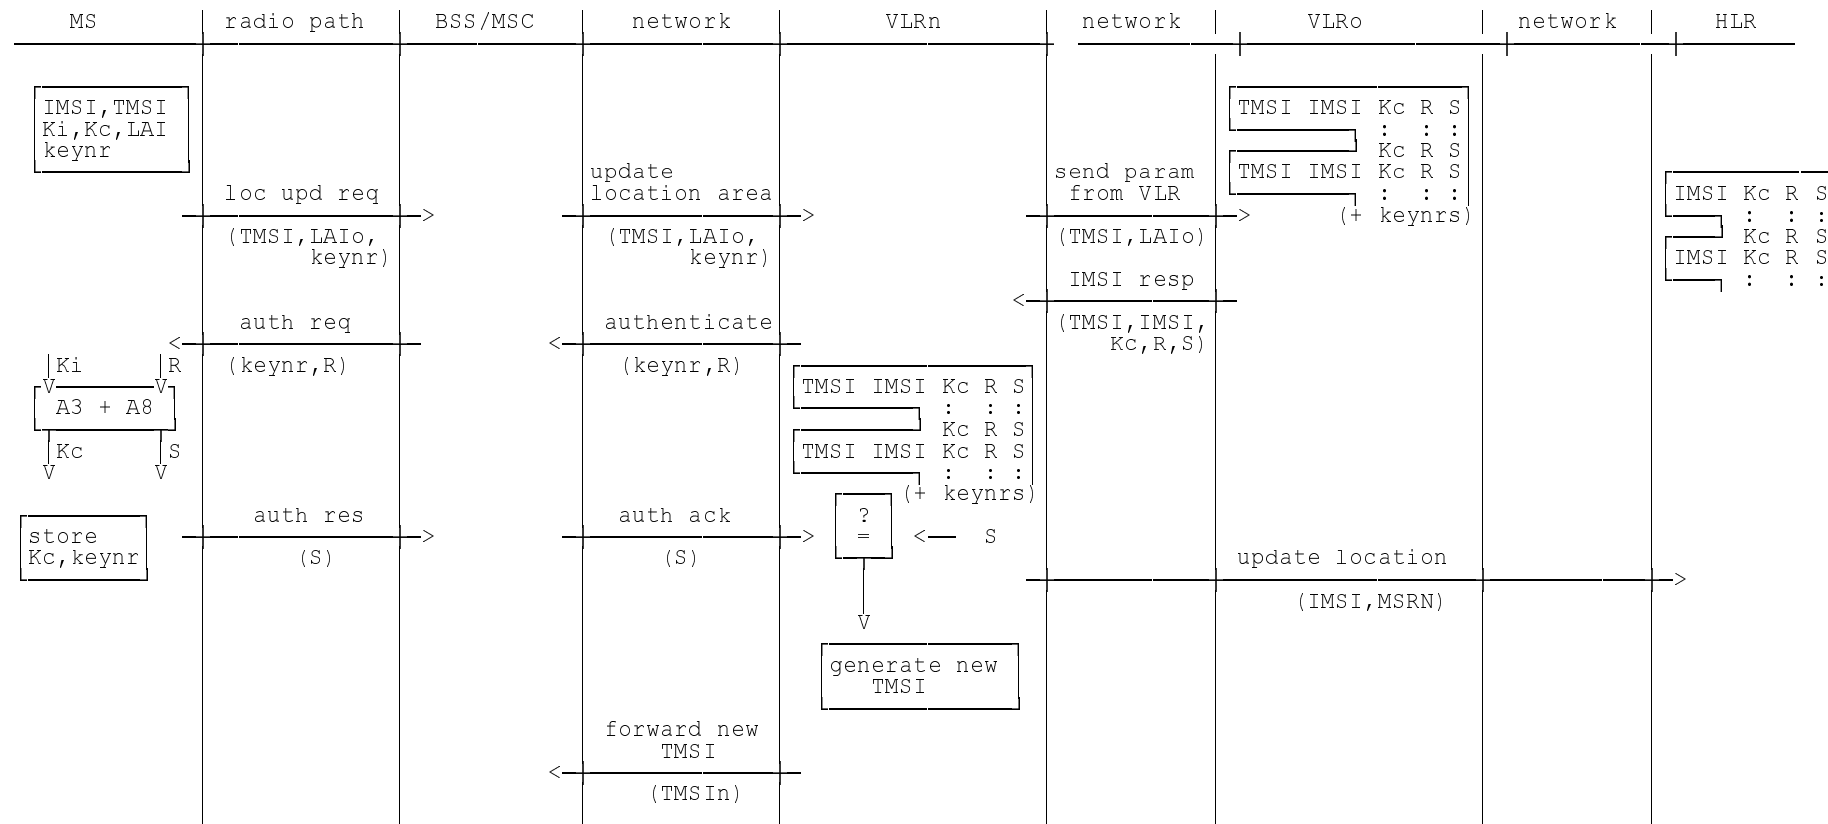 MS radio path BSS/MSC network VLRn network VLRo network HLR
IMSI,TMSI
Ki,Kc,LAI
keynr
TMSI IMSI Kc R S
: : :
Kc R S
TMSI IMSI Kc R S
: : :
(+ keynrs)
IMSI Kc R S
: : :
Kc R S
IMSI Kc R S
: : :
loc upd req
(TMSI,LAIo,
keynr)
update
location area
(TMSI,LAIo,
keynr)
send param
from VLR
(TMSI,LAIo)
IMSI resp
(TMSI,IMSI,
Kc,R,S)
auth req
(keynr,R)
authenticate
(keynr,R)
Ki R
A3 + A8
Kc S
TMSI IMSI Kc R S
: : :
Kc R S
TMSI IMSI Kc R S
: : :
(+ keynrs)
store
Kc,keynr
auth res
(S)
auth ack
(S)
?
=
S
update location
(IMSI,MSRN)
generate new
TMSI
forward new
TMSI
(TMSIn)